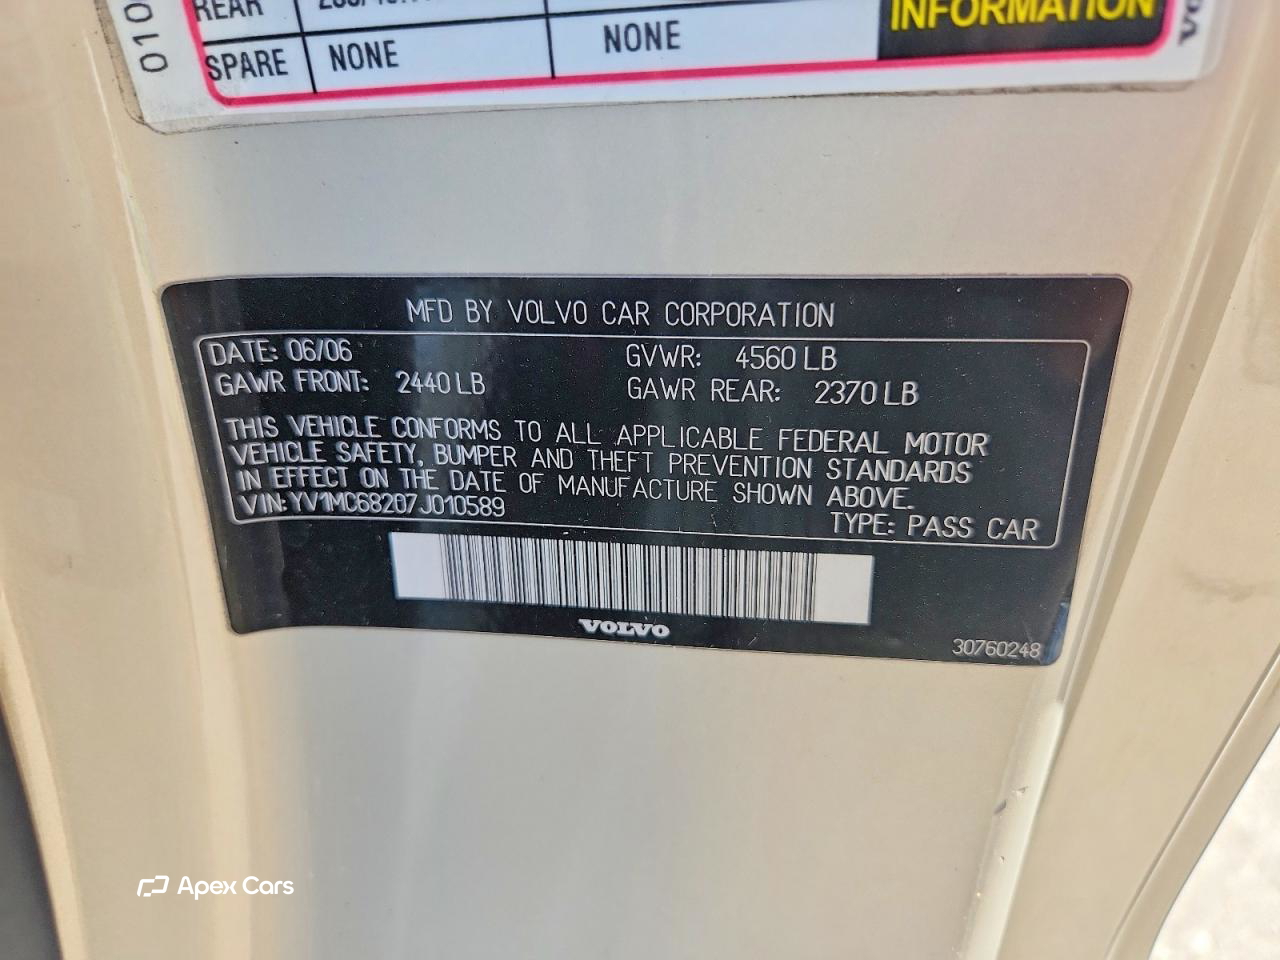 REAR
SPARE NONE NONE
INFORMATION
010
MFD BY VOLVO CAR CORPORATION
DATE: 06/06 GVWR: 4560 LB
GAWR FRONT: 2440 LB GAWR REAR: 2370 LB
THIS VEHICLE CONFORMS TO ALL APPLICABLE FEDERAL MOTOR
VEHICLE SAFETY, BUMPER AND THEFT PREVENTION STANDARDS
IN EFFECT ON THE DATE OF MANUFACTURE SHOWN ABOVE.
VIN: YV1MC68207J010589
TYPE: PASS CAR
VOLVO
30760248
Apex Cars